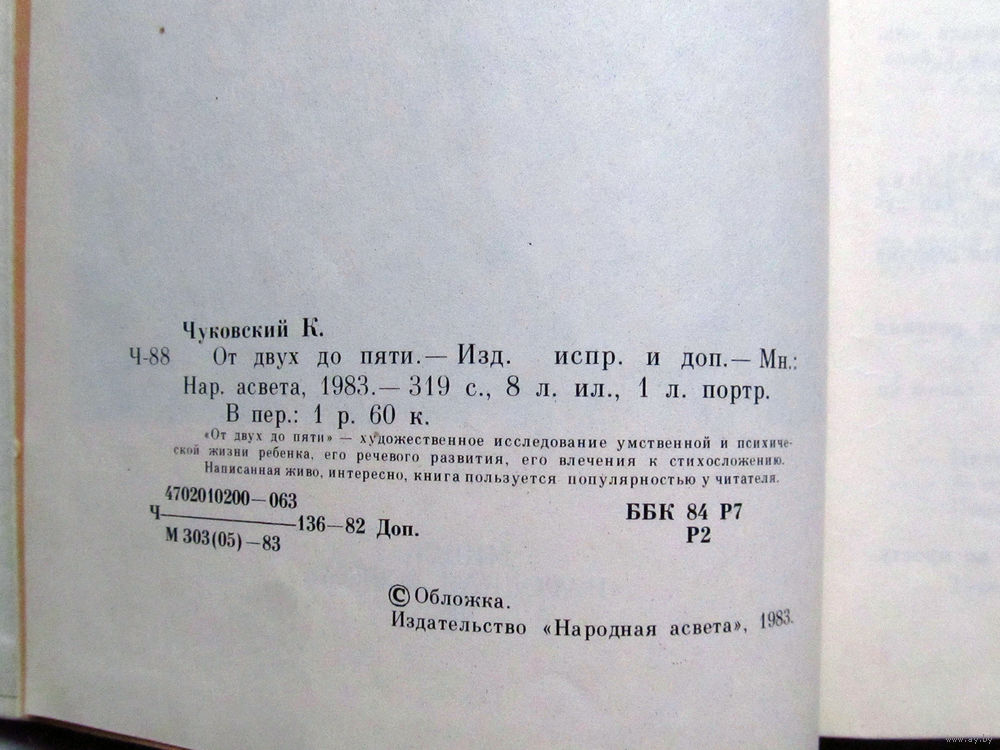 Чуковский К.
Ч-88 От двух до пяти.— Изд. испр. и доп.— Мн.:
Нар. асвета, 1983.— 319 с., 8 л. ил., 1 л. портр.
В пер.: 1 р. 60 к.
«От двух до пяти» — художественное исследование умственной и психиче-
ской жизни ребенка, его речевого развития, его влечения к стихосложению.
Написанная живо, интересно, книга пользуется популярностью у читателя.
4702010200—063
Ч—————136—82 Доп.
М 303(05)—83
ББК 84 Р7
Р2
© Обложка.
Издательство «Народная асвета», 1983.
www.ay.by